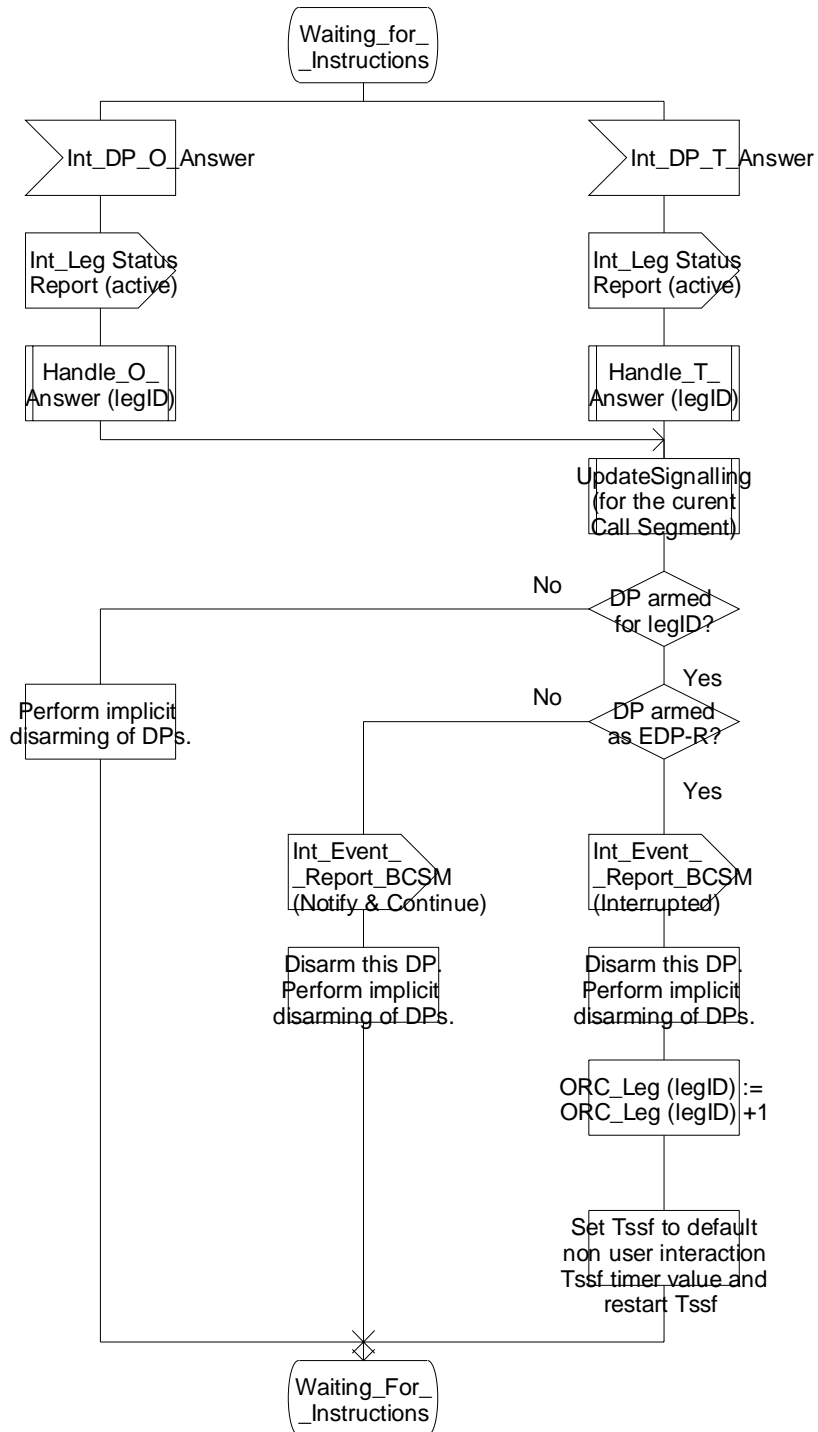 Waiting_for_
_Instructions
Int_DP_O_Answer
Int_DP_T_Answer
Int_Leg Status
Report (active)
Int_Leg Status
Report (active)
Handle_O_
Answer (legID)
Handle_T_
Answer (legID)
UpdateSignalling
(for the curent
Call Segment)
No
DP armed
for legID?
Yes
Perform implicit
disarming of DPs.
No
DP armed
as EDP-R?
Yes
Int_Event_
_Report_BCSM
(Notify & Continue)
Int_Event_
_Report_BCSM
(Interrupted)
Disarm this DP.
Perform implicit
disarming of DPs.
Disarm this DP.
Perform implicit
disarming of DPs.
ORC_Leg (legID) :=
ORC_Leg (legID) +1
Set Tssf to default
non user interaction
Tssf timer value and
restart Tssf
Waiting_For_
_Instructions